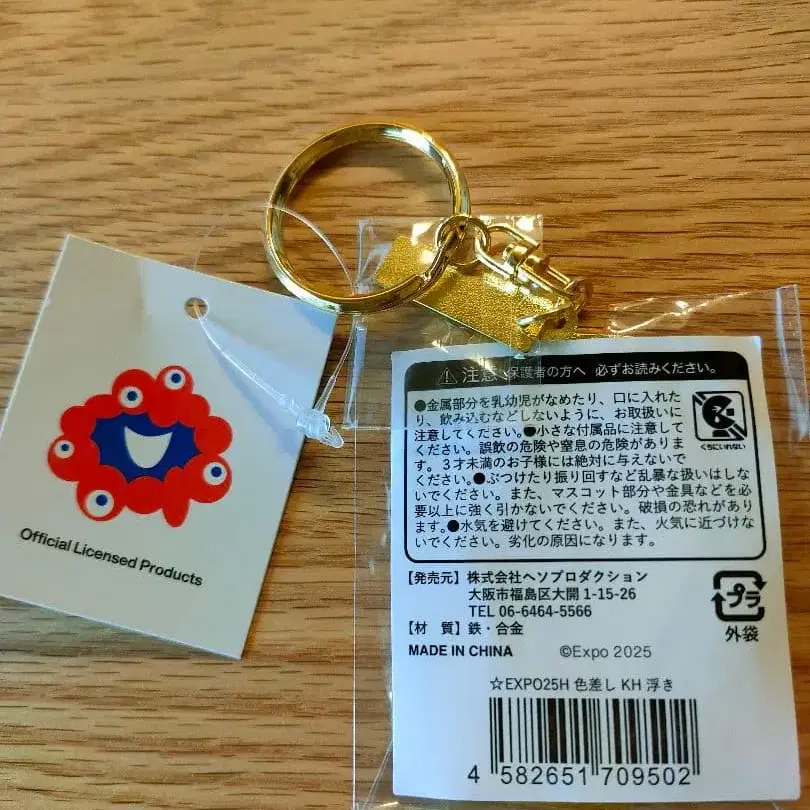 Official Licensed Products
⚠注意 保護者の方へ 必ずお読みください。
●金属部分を乳幼児がなめたり、口に入れた
り、飲み込むなどしないように、お取扱いに
注意してください。●小さな付属品に注意して
ください。誤飲の危険や窒息の危険がありま
す。3才未満のお子様には絶対に与えないで
ください。●ぶつけたり振り回すなど乱暴な扱いはしな
いでください。また、マスコット部分や金具などを必
要以上に強く引かないでください。破損の恐れがあり
ます。●水気を避けてください。また、火気に近づけな
いでください。劣化の原因になります。
くちにいれない
【発売元】株式会社ヘソプロダクション
大阪市福島区大開 1-15-26
TEL 06-6464-5566
【材 質】鉄・合金
MADE IN CHINA ©Expo 2025
プラ
外袋
☆EXPO25H 色差し KH 浮き
4 582651 709502